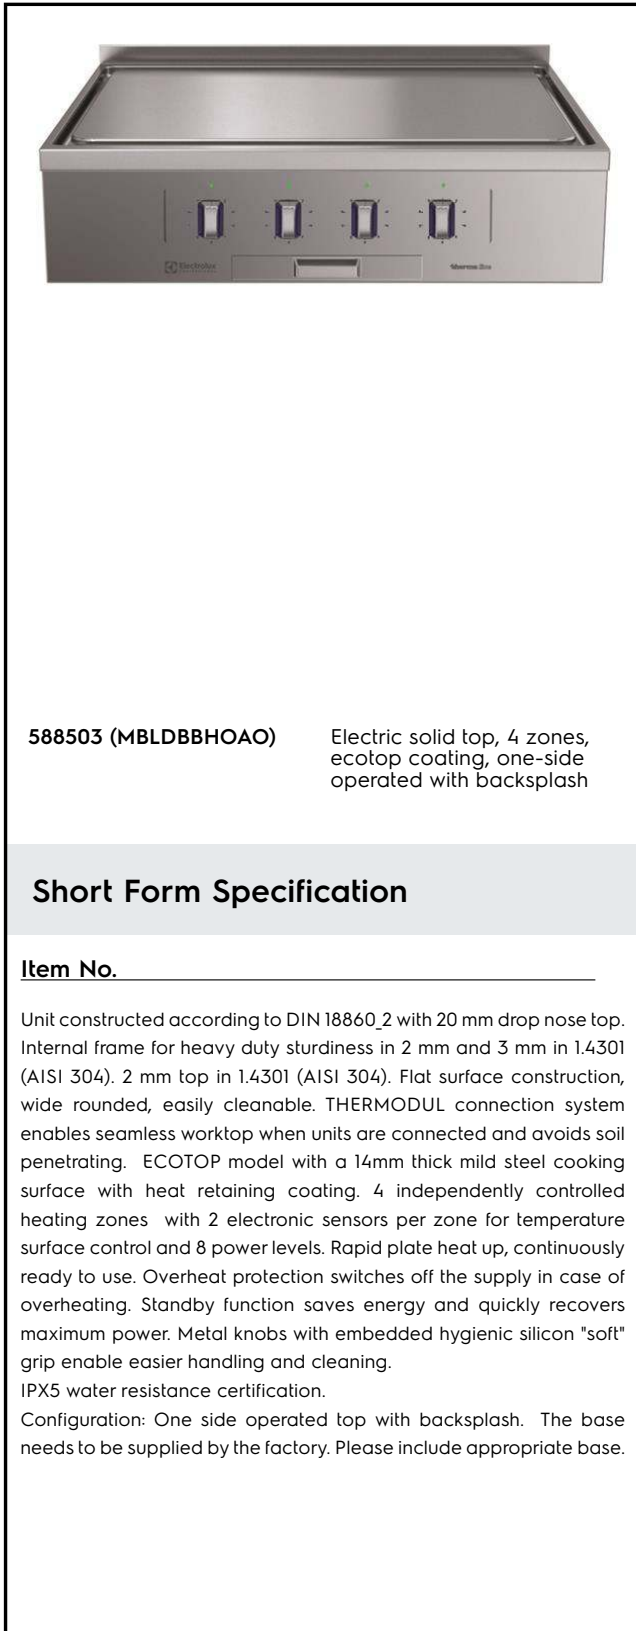 Electrolux
588503 (MBLDBBHOAO)
Electric solid top, 4 zones,
ecotop coating, one-side
operated with backsplash
Short Form Specification
Item No.
Unit constructed according to DIN 18860_2 with 20 mm drop nose top.
Internal frame for heavy duty sturdiness in 2 mm and 3 mm in 1.4301
(AISI 304). 2 mm top in 1.4301 (AISI 304). Flat surface construction,
wide rounded, easily cleanable. THERMODUL connection system
enables seamless worktop when units are connected and avoids soil
penetrating. ECOTOP model with a 14mm thick mild steel cooking
surface with heat retaining coating. 4 independently controlled
heating zones with 2 electronic sensors per zone for temperature
surface control and 8 power levels. Rapid plate heat up, continuously
ready to use. Overheat protection switches off the supply in case of
overheating. Standby function saves energy and quickly recovers
maximum power. Metal knobs with embedded hygienic silicon "soft"
grip enable easier handling and cleaning.
IPX5 water resistance certification.
Configuration: One side operated top with backsplash. The base
needs to be supplied by the factory. Please include appropriate base.